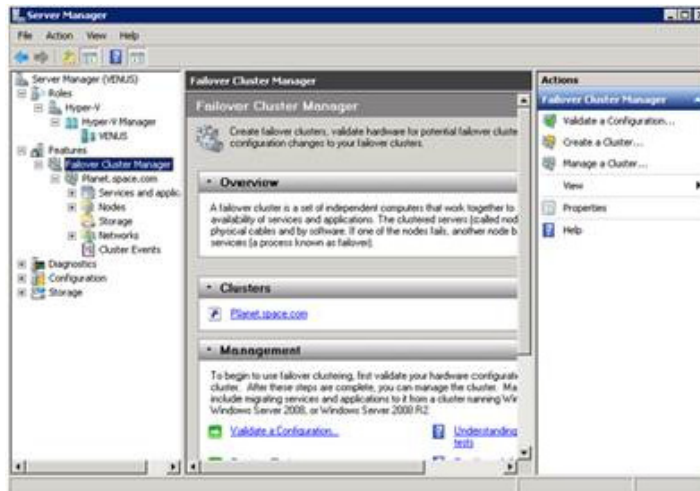 Server Manager
File Action View Help
Server Manager (VENUS)
Roles
Hyper-V
Hyper-V Manager
VENUS
Features
Failover Cluster Manager
Planet.space.com
Services and applic
Nodes
Storage
Networks
Cluster Events
Diagnostics
Configuration
Storage
Failover Cluster Manager
Failover Cluster Manager
Create failover clusters, validate hardware for potential failover cluste
configuration changes to your failover clusters.
Overview
A failover cluster is a set of independent computers that work together to
availability of services and applications. The clustered servers (called nod
physical cables and by software. If one of the nodes fails, another node b
services (a process known as failover).
Clusters
Planet.space.com
Management
To begin to use failover clustering, first validate your hardware configurati
cluster. After these steps are complete, you can manage the cluster. Ma
include migrating services and applications to it from a cluster running Win
Windows Server 2008, or Windows Server 2008 R2.
Validate a Configuration...
Understanding
tests
Actions
Failover Cluster Manager
Validate a Configuration...
Create a Cluster...
Manage a Cluster...
View
Properties
Help